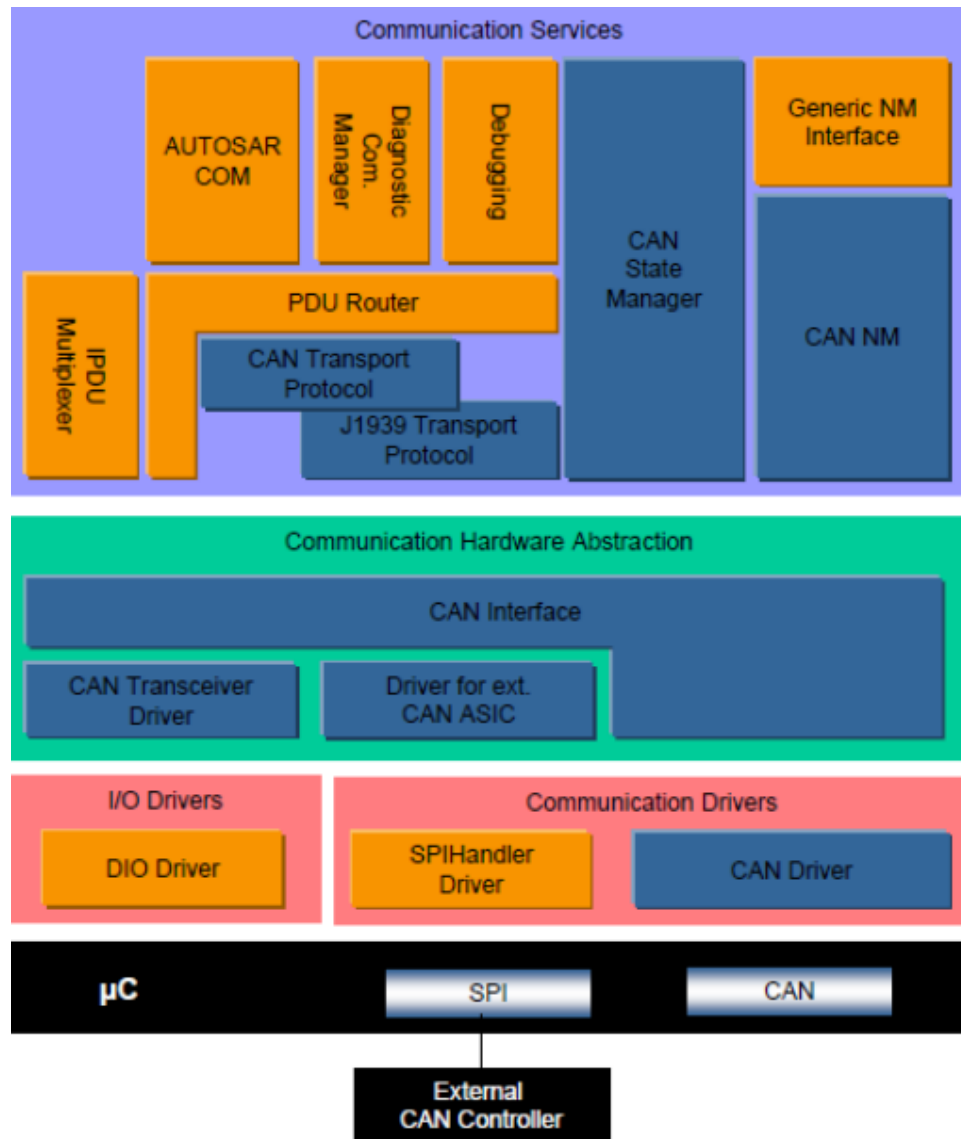 Communication Services
AUTOSAR
COM
Diagnostic
Com.
Manager
Debugging
CAN
State
Manager
Generic NM
Interface
CAN NM
IPDU
Multiplexer
PDU Router
CAN Transport
Protocol
J1939 Transport
Protocol
Communication Hardware Abstraction
CAN Interface
CAN Transceiver
Driver
Driver for ext.
CAN ASIC
I/O Drivers
DIO Driver
Communication Drivers
SPIHandler
Driver
CAN Driver
µC
SPI
CAN
External
CAN Controller